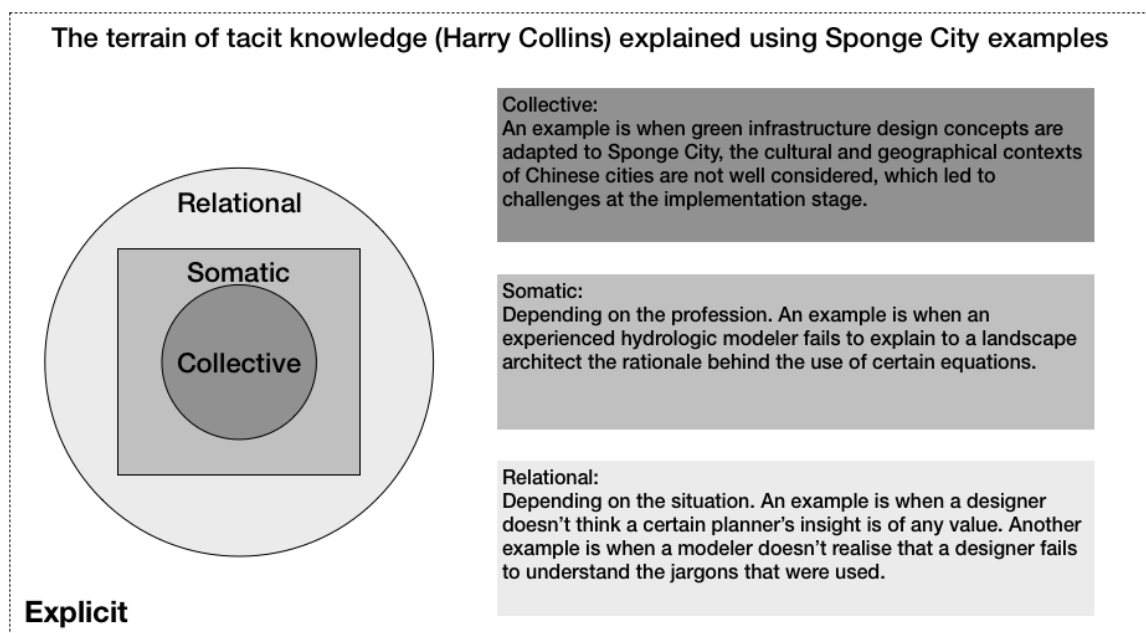 The terrain of tacit knowledge (Harry Collins) explained using Sponge City examples
Relational
Somatic
Collective
Explicit
Collective:
An example is when green infrastructure design concepts are
adapted to Sponge City, the cultural and geographical contexts
of Chinese cities are not well considered, which led to
challenges at the implementation stage.
Somatic:
Depending on the profession. An example is when an
experienced hydrologic modeler fails to explain to a landscape
architect the rationale behind the use of certain equations.
Relational:
Depending on the situation. An example is when a designer
doesn’t think a certain planner’s insight is of any value. Another
example is when a modeler doesn’t realise that a designer fails
to understand the jargons that were used.